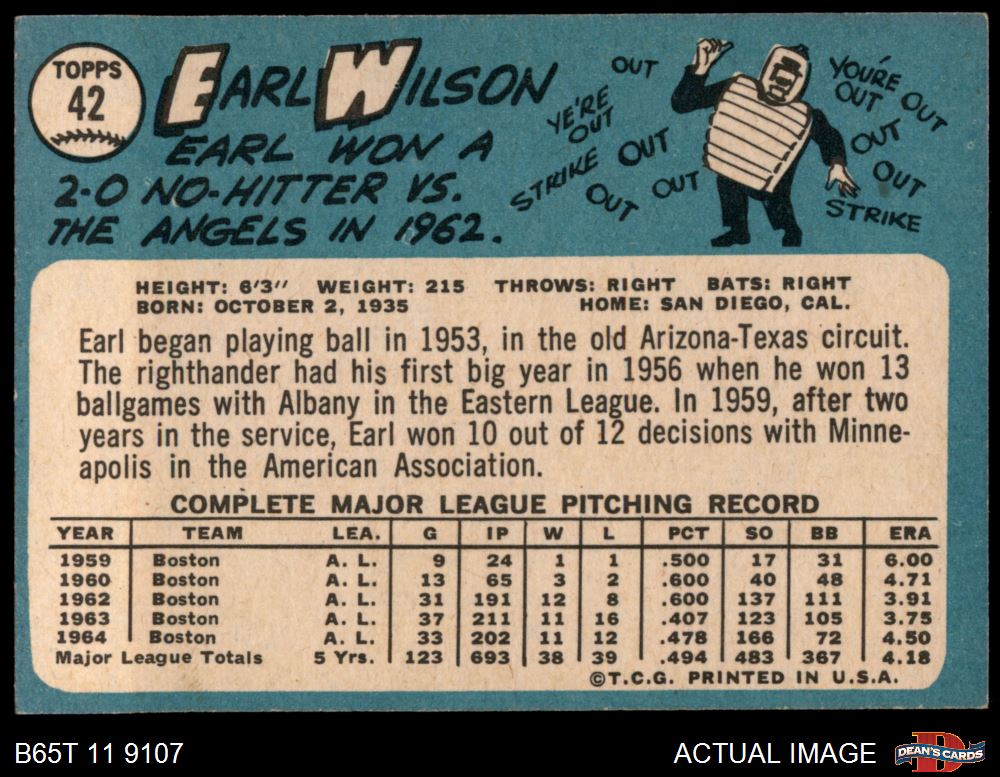 TOPPS
42
EARL WILSON
EARL WON A
2-0 NO-HITTER VS.
THE ANGELS IN 1962.
OUT
YE'RE
OUT
STRIKE
OUT
OUT
OUT
YOU'RE
OUT
OUT
OUT
OUT
STRIKE
HEIGHT: 6'3" WEIGHT: 215 THROWS: RIGHT BATS: RIGHT
BORN: OCTOBER 2, 1935 HOME: SAN DIEGO, CAL.
Earl began playing ball in 1953, in the old Arizona-Texas circuit.
The righthander had his first big year in 1956 when he won 13
ballgames with Albany in the Eastern League. In 1959, after two
years in the service, Earl won 10 out of 12 decisions with Minne-
apolis in the American Association.
COMPLETE MAJOR LEAGUE PITCHING RECORD
YEAR TEAM LEA. G IP W L PCT SO BB ERA
1959 Boston A. L. 9 24 1 1 .500 17 31 6.00
1960 Boston A. L. 13 65 3 2 .600 40 48 4.71
1962 Boston A. L. 31 191 12 8 .600 137 111 3.91
1963 Boston A. L. 37 211 11 16 .407 123 105 3.75
1964 Boston A. L. 33 202 11 12 .478 166 72 4.50
Major League Totals 5 Yrs. 123 693 38 39 .494 483 367 4.18
©T.C.G. PRINTED IN U.S.A.
B65T 11 9107
ACTUAL IMAGE
DEAN'S CARDS